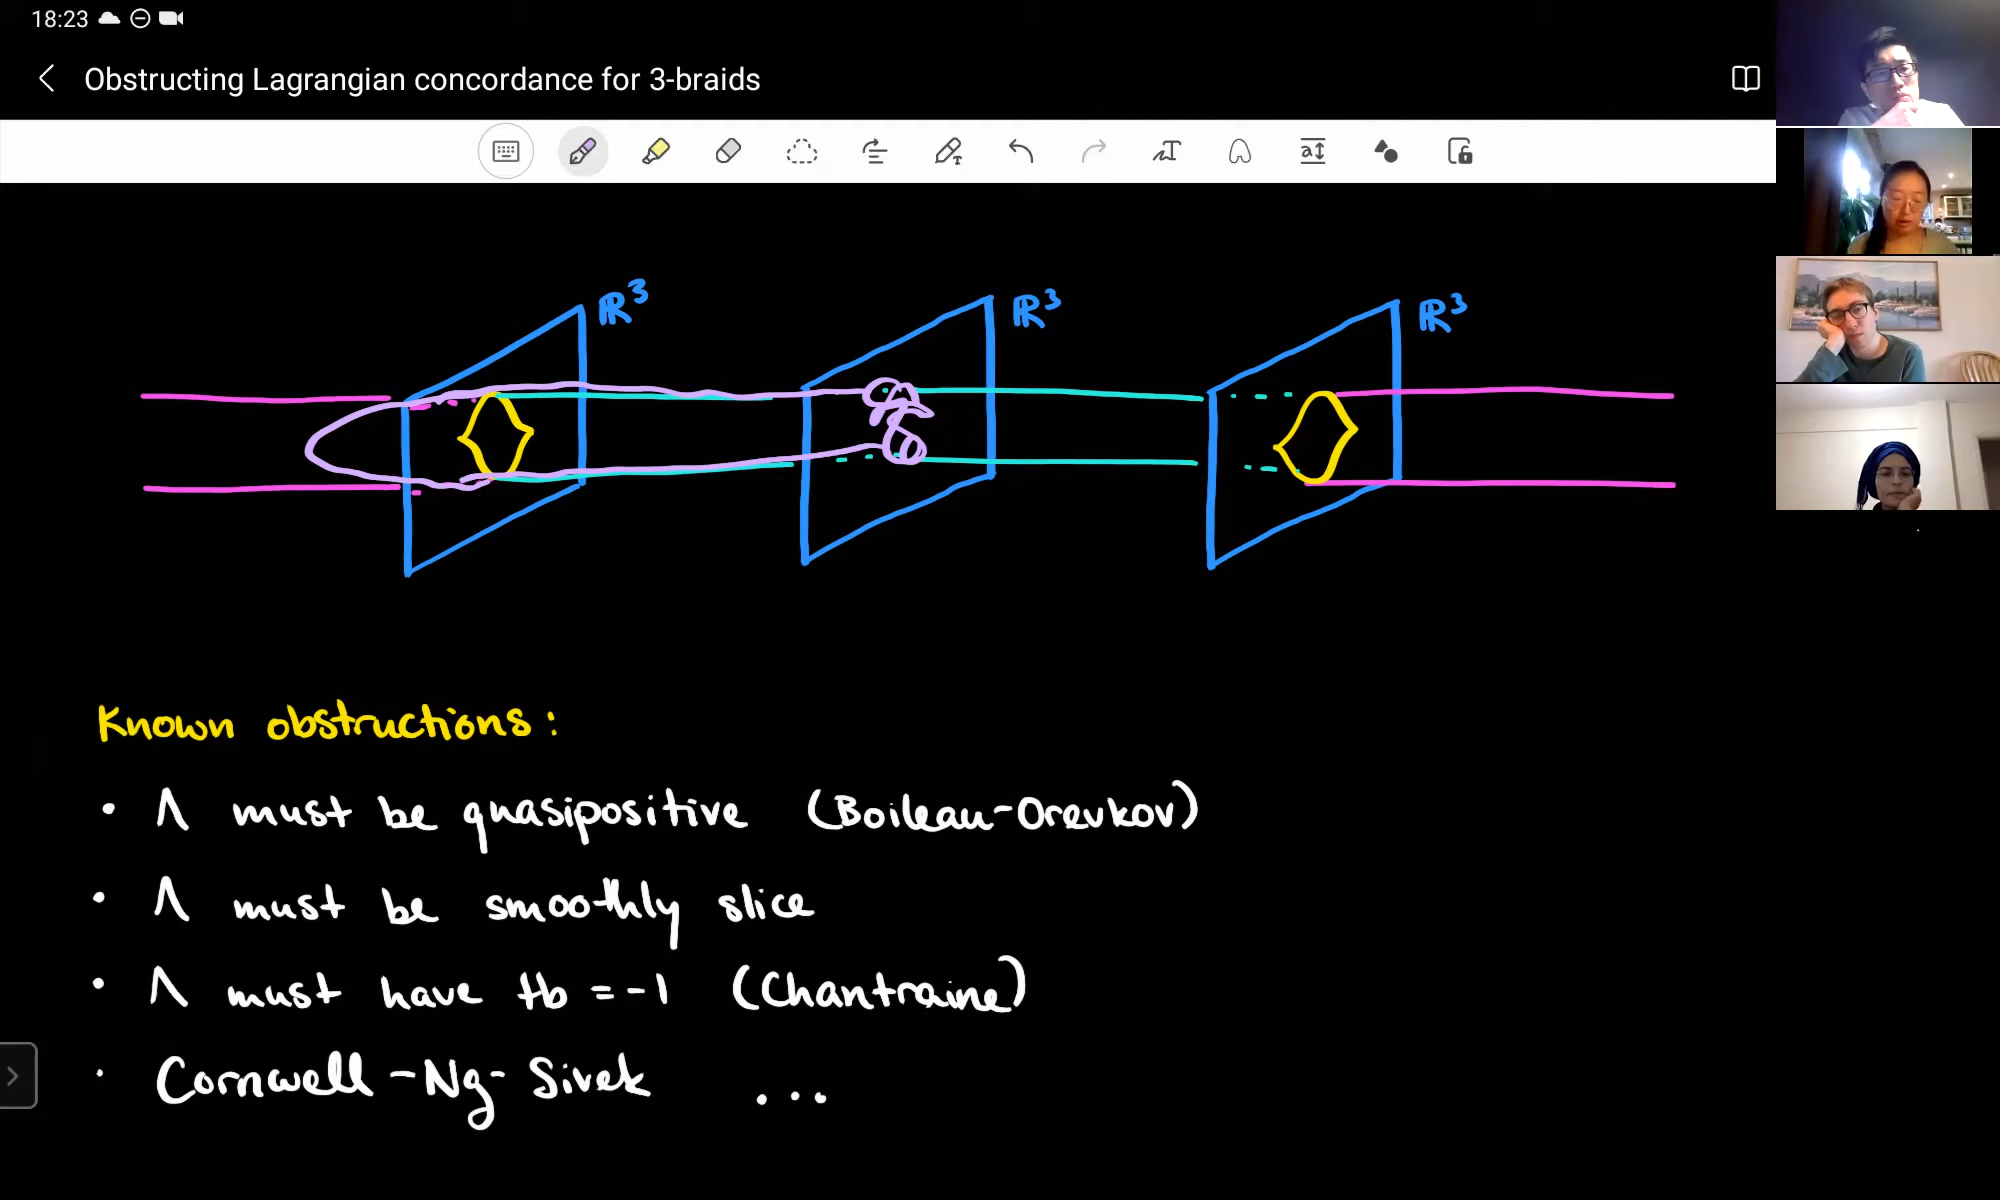 18:23
Obstructing Lagrangian concordance for 3-braids
ℝ³ ℝ³ ℝ³
Known obstructions:
• Λ must be quasipositive (Boileau-Orevkov)
• Λ must be smoothly slice
• Λ must have tb = -1 (Chantraine)
• Cornwell-Ng-Sivek ...